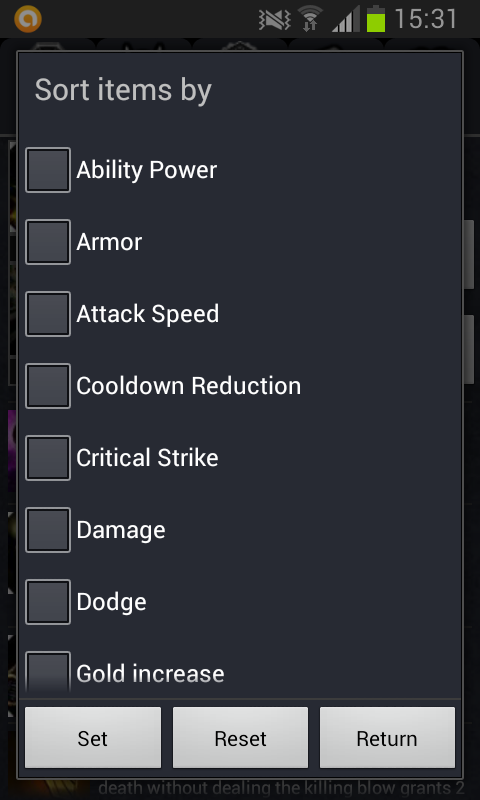 15:31
Sort items by
Ability Power
Armor
Attack Speed
Cooldown Reduction
Critical Strike
Damage
Dodge
Gold increase
Set
Reset
Return
death without dealing the killing blow grants 2